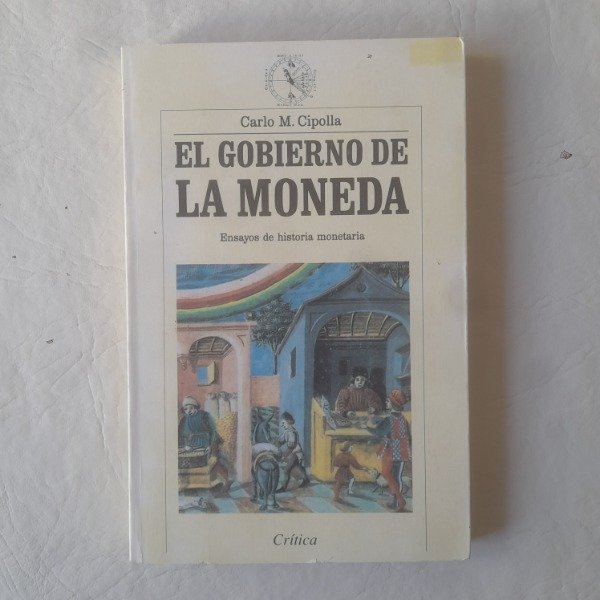 Carlo M. Cipolla
EL GOBIERNO DE
LA MONEDA
Ensayos de historia monetaria
Crítica